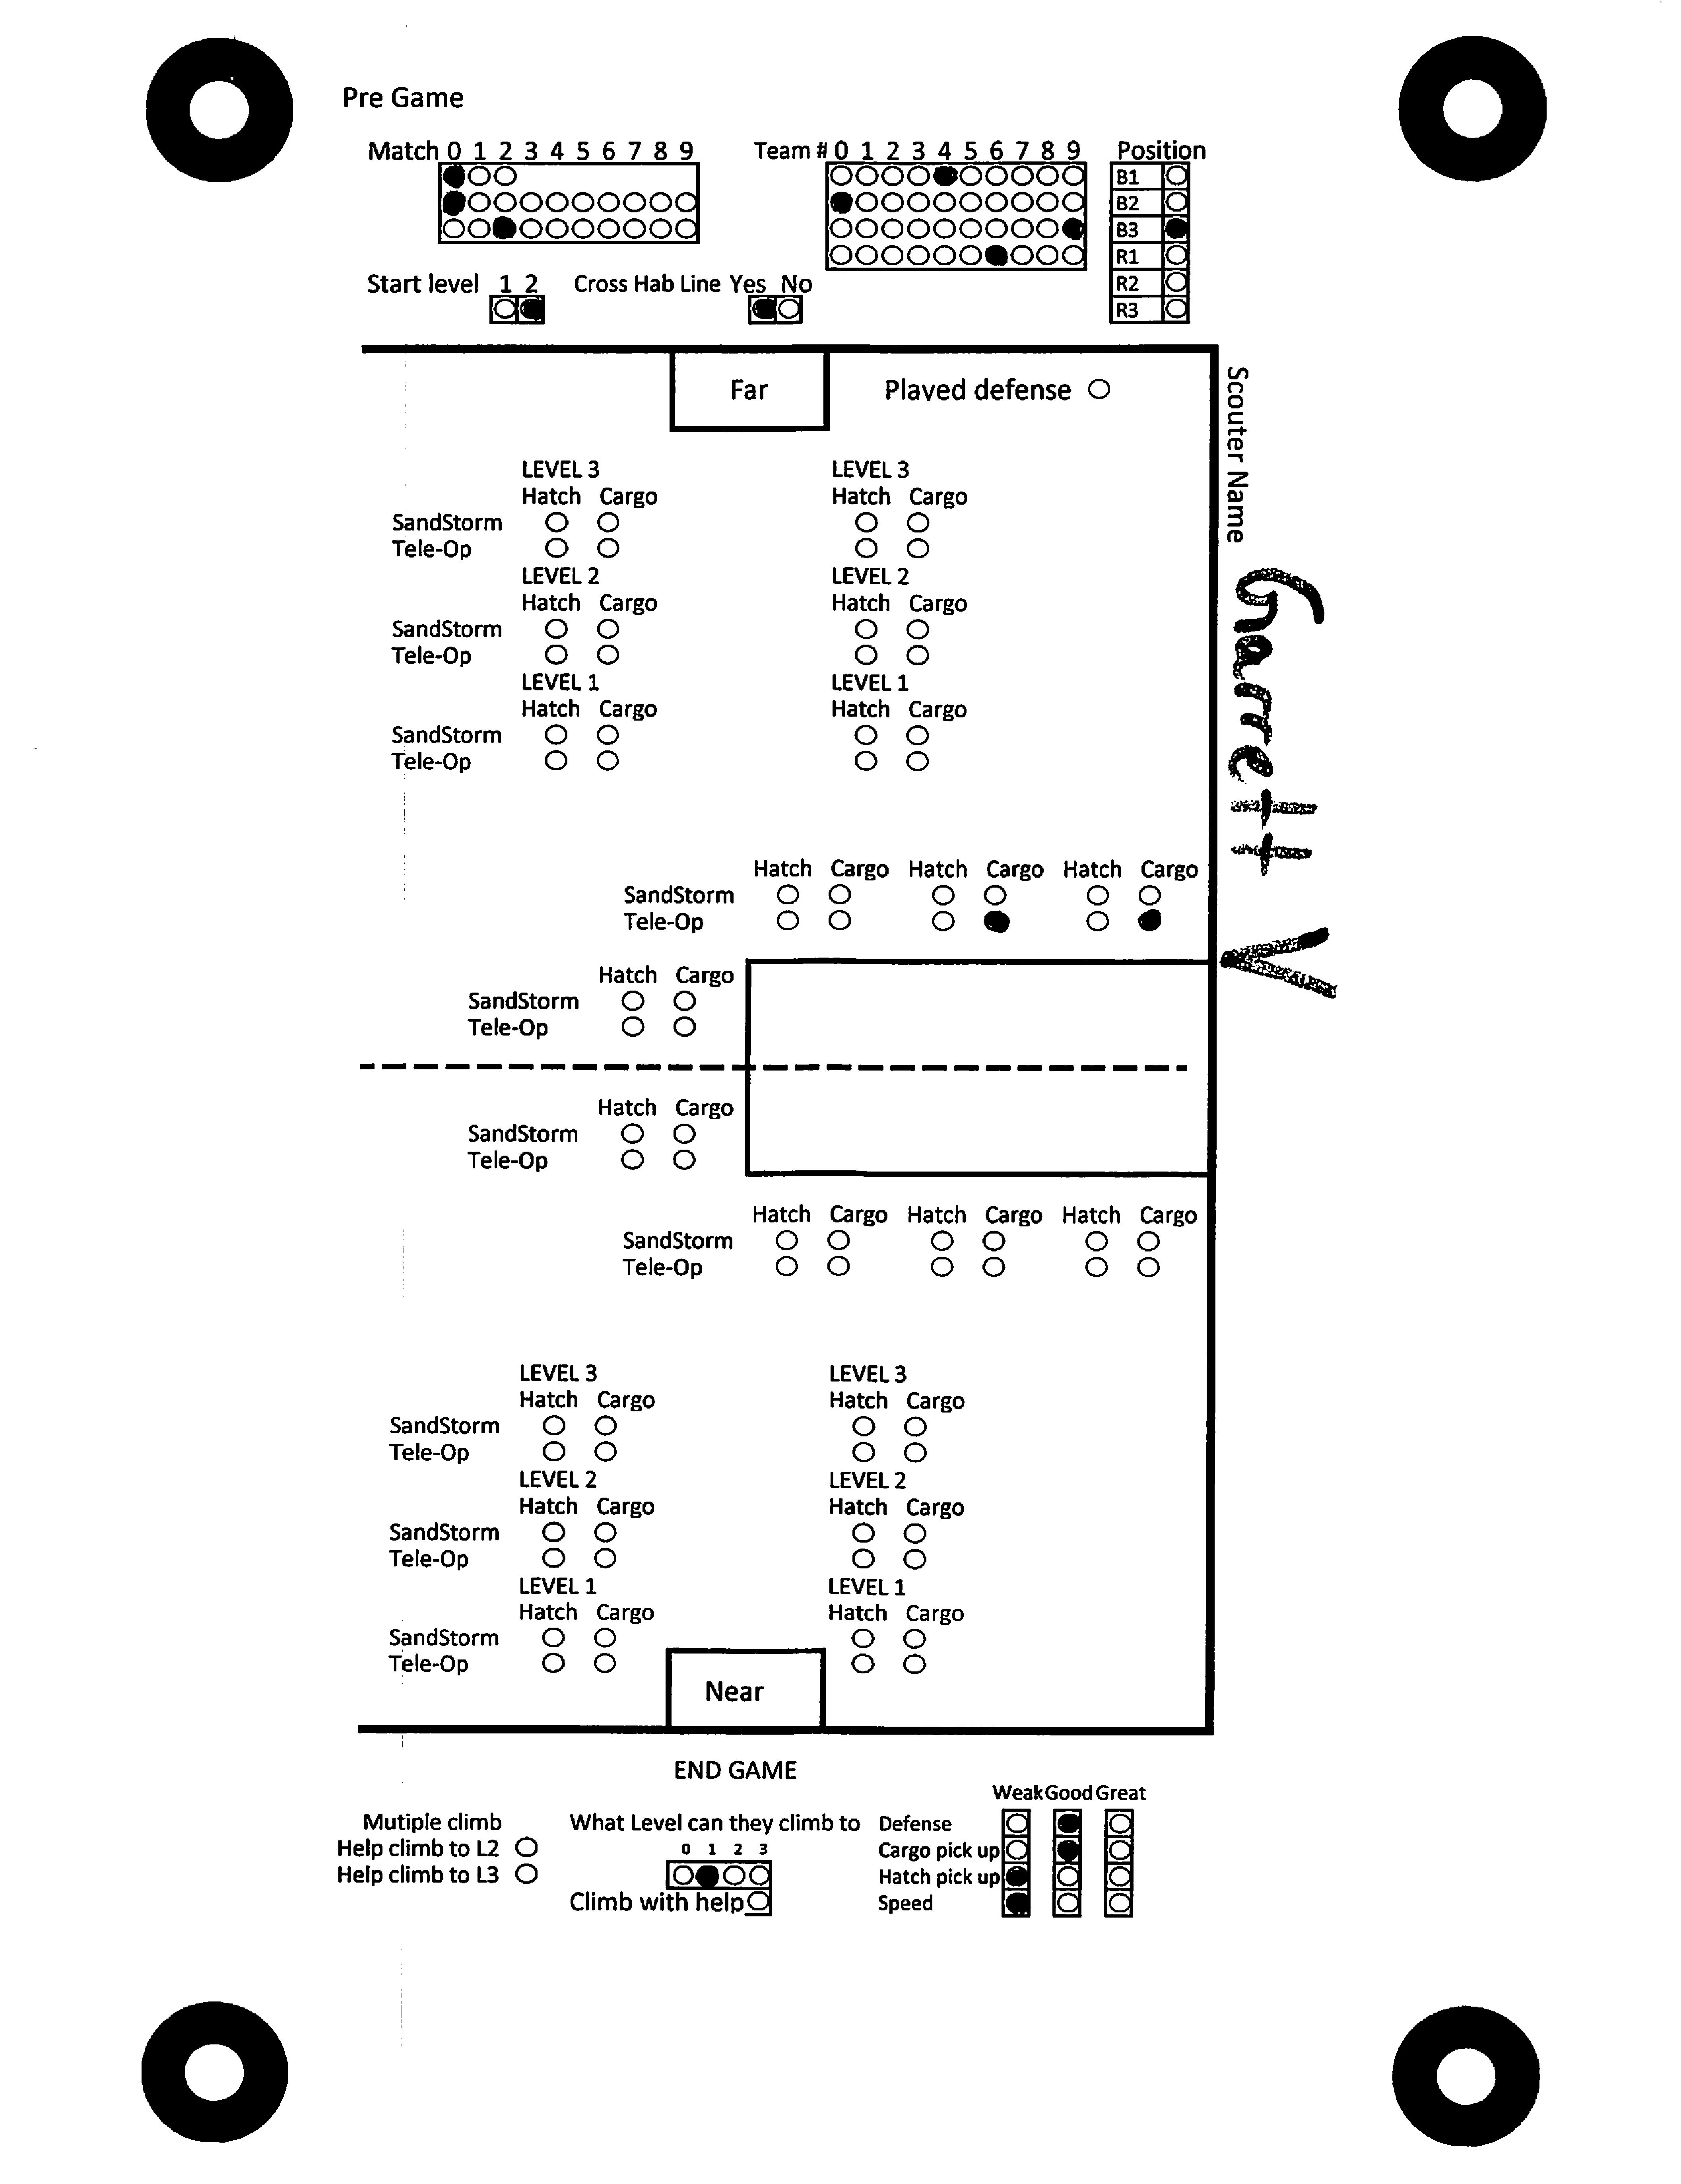 Pre Game
Match 0 1 2 3 4 5 6 7 8 9
Team # 0 1 2 3 4 5 6 7 8 9
Position
B1
B2
B3
R1
R2
R3
Start level 1 2
Cross Hab Line Yes No
Far
Played defense
Scouter Name
Garrett V
LEVEL 3 LEVEL 3
Hatch Cargo Hatch Cargo
SandStorm
Tele-Op
LEVEL 2 LEVEL 2
Hatch Cargo Hatch Cargo
SandStorm
Tele-Op
LEVEL 1 LEVEL 1
Hatch Cargo Hatch Cargo
SandStorm
Tele-Op
Hatch Cargo Hatch Cargo Hatch Cargo
SandStorm
Tele-Op
Hatch Cargo
SandStorm
Tele-Op
Hatch Cargo
SandStorm
Tele-Op
Hatch Cargo Hatch Cargo Hatch Cargo
SandStorm
Tele-Op
LEVEL 3 LEVEL 3
Hatch Cargo Hatch Cargo
SandStorm
Tele-Op
LEVEL 2 LEVEL 2
Hatch Cargo Hatch Cargo
SandStorm
Tele-Op
LEVEL 1 LEVEL 1
Hatch Cargo Hatch Cargo
SandStorm
Tele-Op
Near
END GAME
Mutiple climb
Help climb to L2
Help climb to L3
What Level can they climb to
0 1 2 3
Climb with help
Weak Good Great
Defense
Cargo pick up
Hatch pick up
Speed